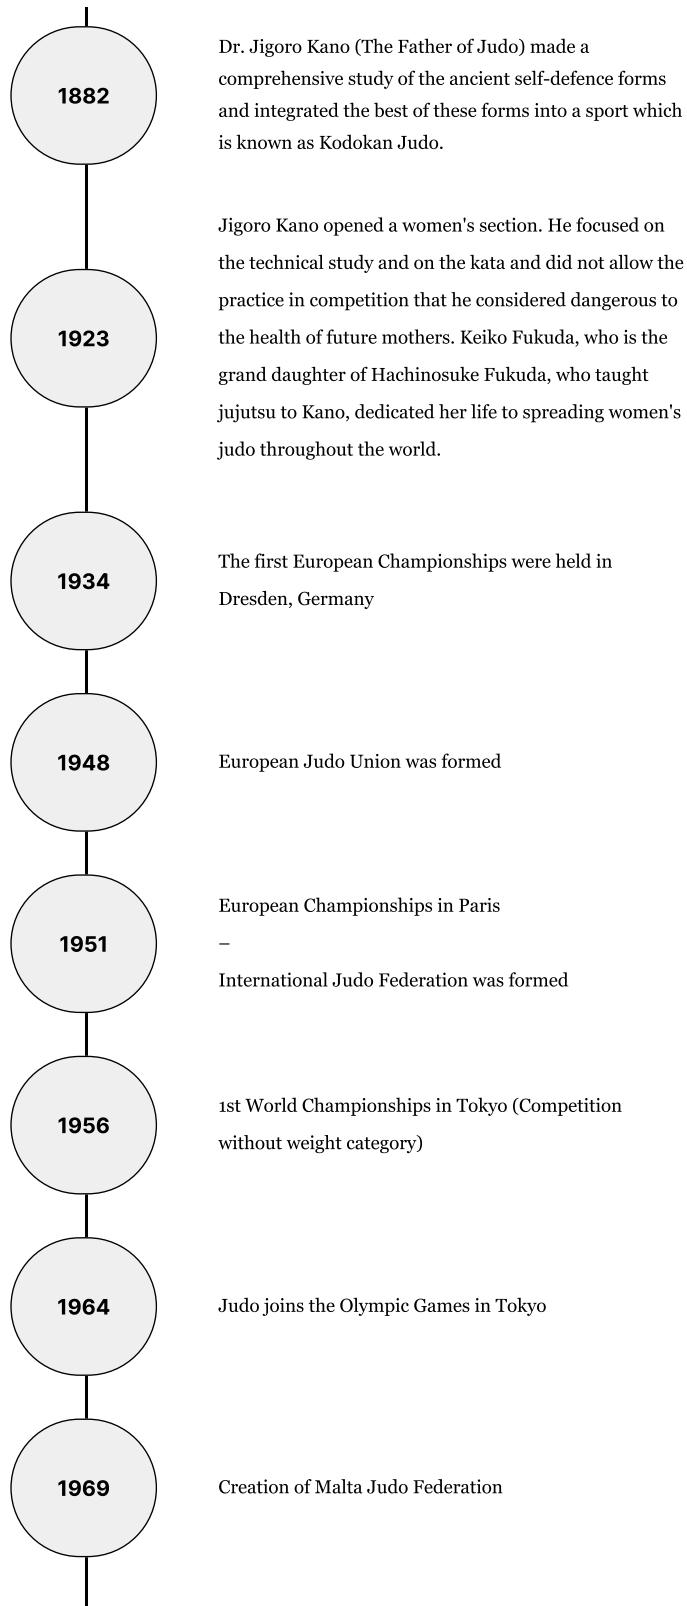 1882
Dr. Jigoro Kano (The Father of Judo) made a
comprehensive study of the ancient self-defence forms
and integrated the best of these forms into a sport which
is known as Kodokan Judo.
1923
Jigoro Kano opened a women's section. He focused on
the technical study and on the kata and did not allow the
practice in competition that he considered dangerous to
the health of future mothers. Keiko Fukuda, who is the
grand daughter of Hachinosuke Fukuda, who taught
jujutsu to Kano, dedicated her life to spreading women's
judo throughout the world.
1934
The first European Championships were held in
Dresden, Germany
1948
European Judo Union was formed
1951
European Championships in Paris
–
International Judo Federation was formed
1956
1st World Championships in Tokyo (Competition
without weight category)
1964
Judo joins the Olympic Games in Tokyo
1969
Creation of Malta Judo Federation